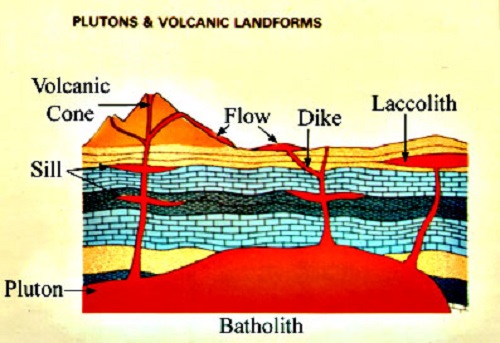 PLUTONS & VOLCANIC LANDFORMS
Volcanic
Cone
Flow
Dike
Laccolith
Sill
Pluton
Batholith